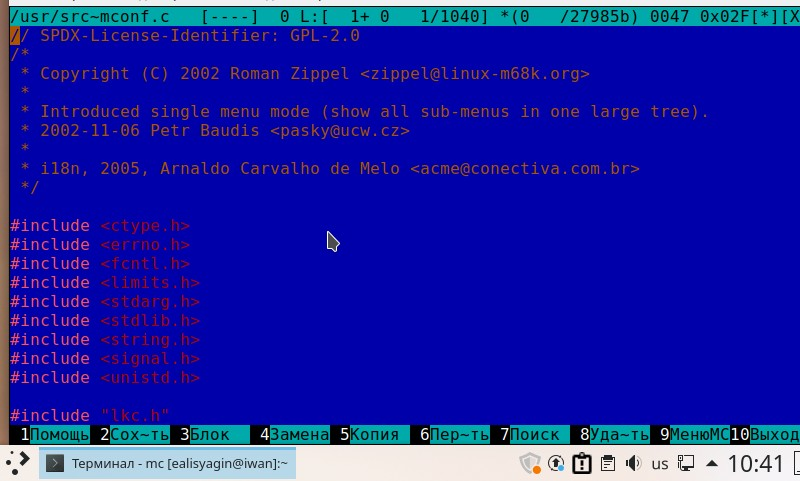 /usr/src~mconf.c   [----]  0 L:[  1+ 0   1/1040] *(0   /27985b) 0047 0x02F[*][X
// SPDX-License-Identifier: GPL-2.0
/*
 * Copyright (C) 2002 Roman Zippel <zippel@linux-m68k.org>
 *
 * Introduced single menu mode (show all sub-menus in one large tree).
 * 2002-11-06 Petr Baudis <pasky@ucw.cz>
 *
 * i18n, 2005, Arnaldo Carvalho de Melo <acme@conectiva.com.br>
 */
#include <ctype.h>
#include <errno.h>
#include <fcntl.h>
#include <limits.h>
#include <stdarg.h>
#include <stdlib.h>
#include <string.h>
#include <signal.h>
#include <unistd.h>
#include "lkc.h"
1Помощь 2Сох~ть 3Блок 4Замена 5Копия 6Пер~ть 7Поиск 8Уда~ть 9МенюMC 10Выход
Терминал - mc [ealisyagin@iwan]:~ us 10:41